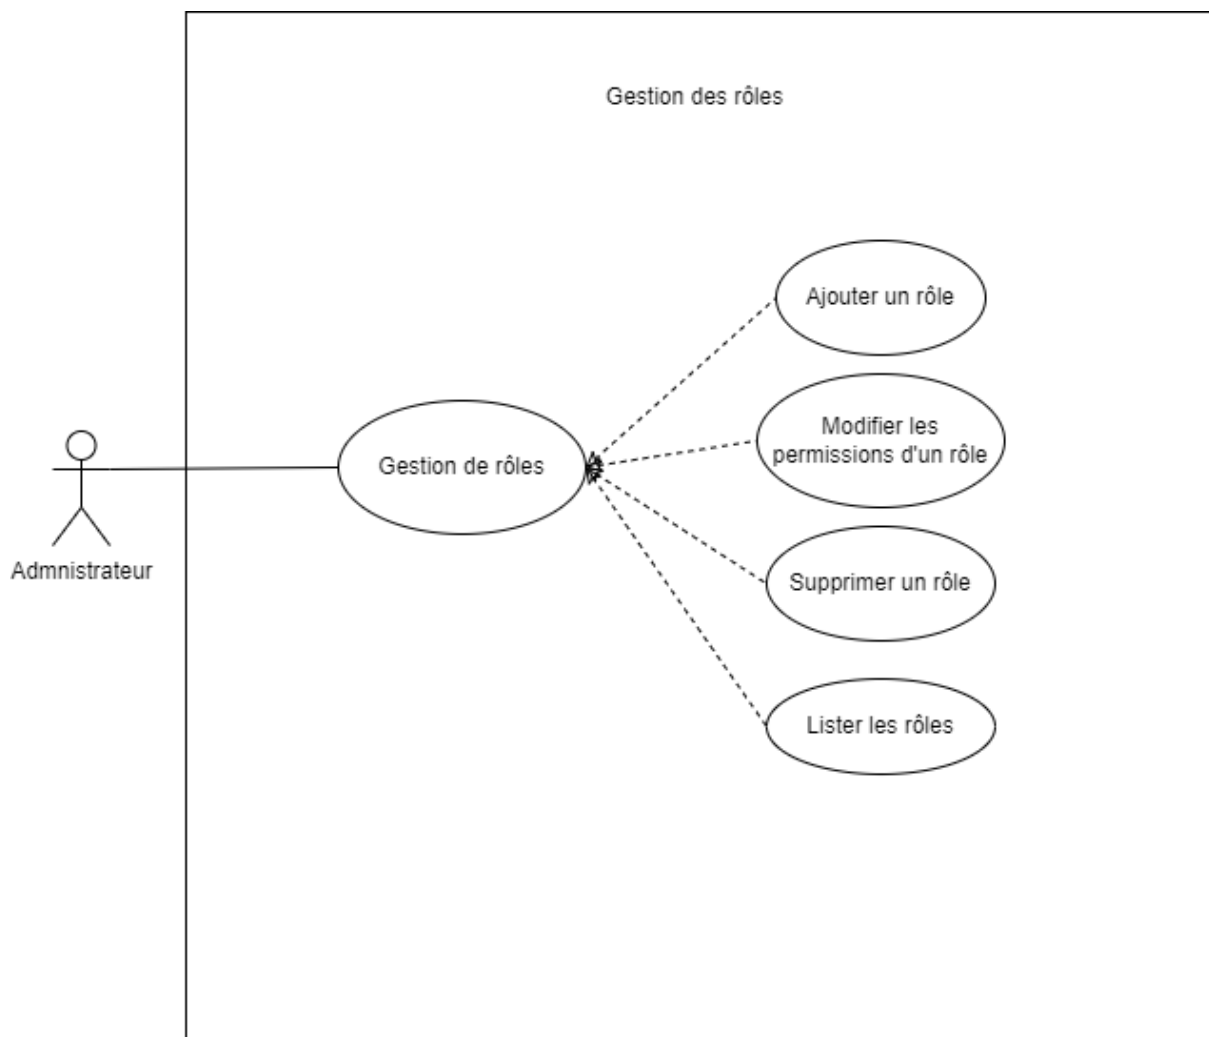 Gestion des rôles
Ajouter un rôle
Modifier les
permissions d'un rôle
Gestion de rôles
Admnistrateur
Supprimer un rôle
Lister les rôles